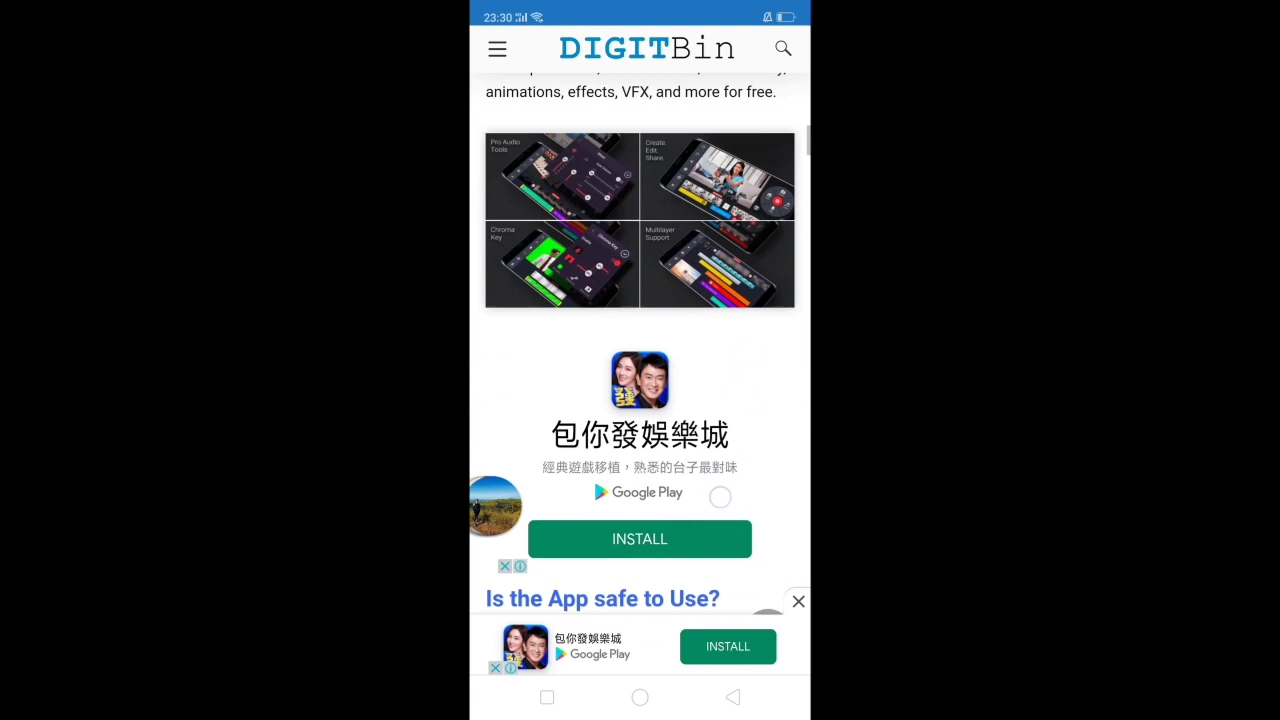 23:30
DIGITBin
animations, effects, VFX, and more for free.
Pro Audio
Tools
Create.
Edit.
Share.
Chroma
Key
Multilayer
Support
發
包你發娛樂城
經典遊戲移植，熟悉的台子最對味
Google Play
INSTALL
Is the App safe to Use?
包你發娛樂城
Google Play
INSTALL